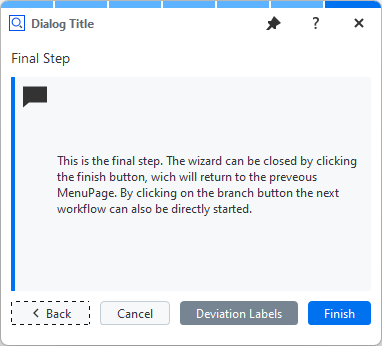 Dialog Title
?
Final Step
This is the final step. The wizard can be closed by clicking
the finish button, wich will return to the preveous
MenuPage. By clicking on the branch button the next
workflow can also be directly started.
Back
Cancel
Deviation Labels
Finish